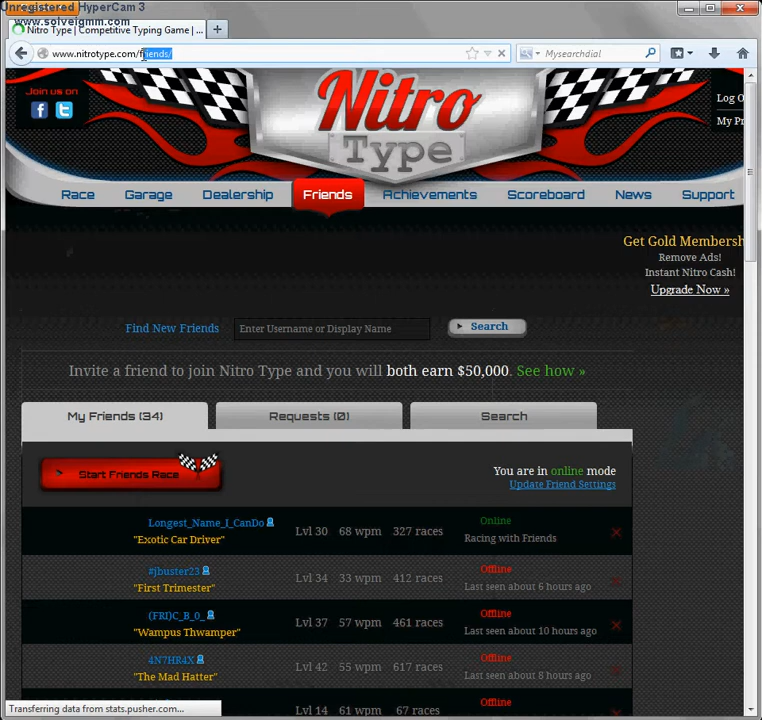 Unregistered HyperCam 3
www.solveigmm.com
Nitro Type | Competitive Typing Game | ...
www.nitrotype.com/friends/
Mysearchdial
Join us on
Nitro
Type
Log O
My Pr
Race
Garage
Dealership
Friends
Achievements
Scoreboard
News
Support
Get Gold Membersh
Remove Ads!
Instant Nitro Cash!
Upgrade Now »
Find New Friends
Enter Username or Display Name
Search
Invite a friend to join Nitro Type and you will both earn $50,000. See how »
My Friends (34)
Requests (0)
Search
Start Friends Race
You are in online mode
Update Friend Settings
Longest_Name_I_CanDo
"Exotic Car Driver"
Lvl 30 68 wpm 327 races
Online
Racing with Friends
#jbuster23
"First Trimester"
Lvl 34 33 wpm 412 races
Offline
Last seen about 6 hours ago
(FRI)C_B_0_
"Wampus Thwamper"
Lvl 37 57 wpm 461 races
Offline
Last seen about 10 hours ago
4N7HR4X
"The Mad Hatter"
Lvl 42 55 wpm 617 races
Offline
Last seen about 8 hours ago
Lvl 14 61 wpm 67 races
Offline
Transferring data from stats.pusher.com...